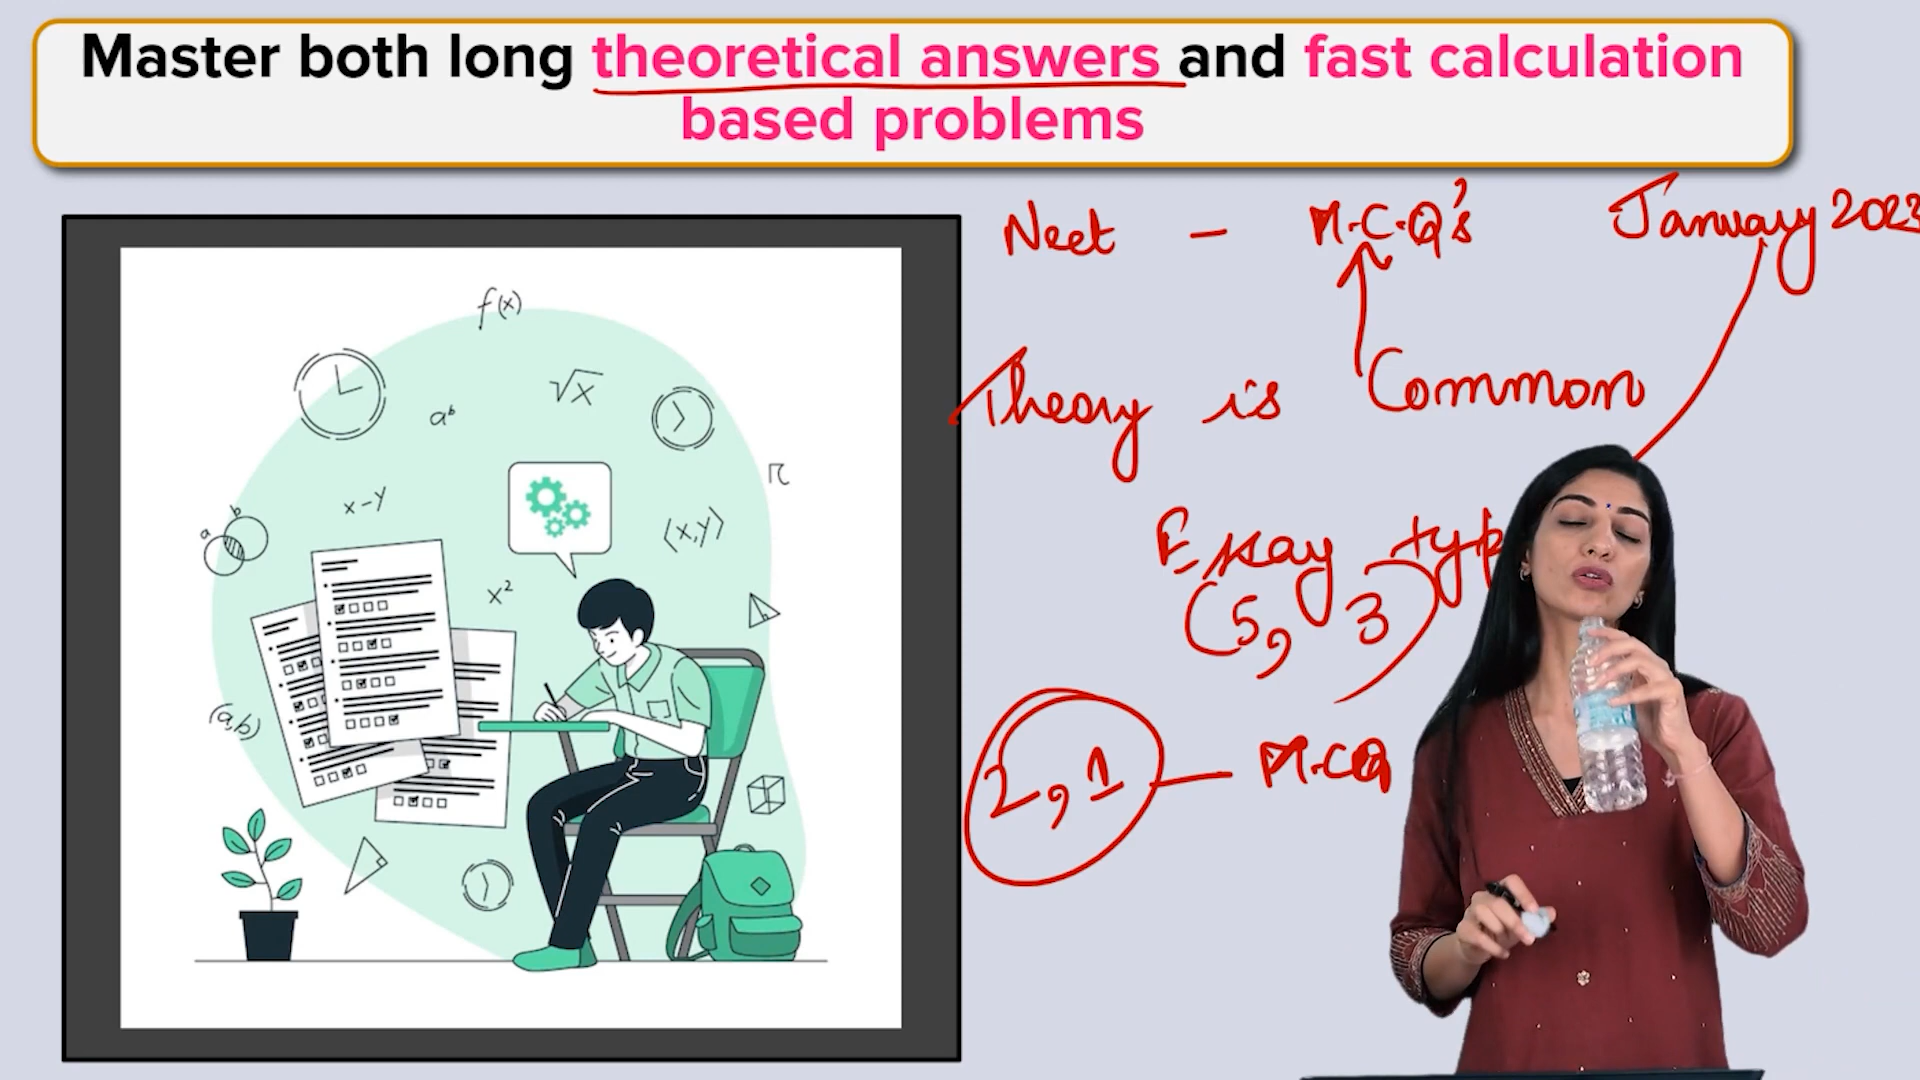 Master both long theoretical answers and fast calculation
based problems
Neet - M.C.Q's January 2023
Theory is Common
Essay typ
(5, 3)
2, 1 — M.CQ
f(x)
√x
a^b
π
x-y
(x,y)
a b
x²
(a,b)